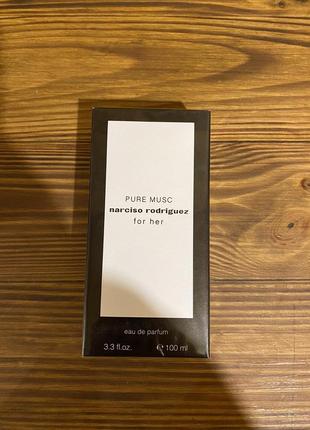 PURE MUSC
narciso rodriguez
for her
eau de parfum
3.3 fl.oz. ℮ 100 ml